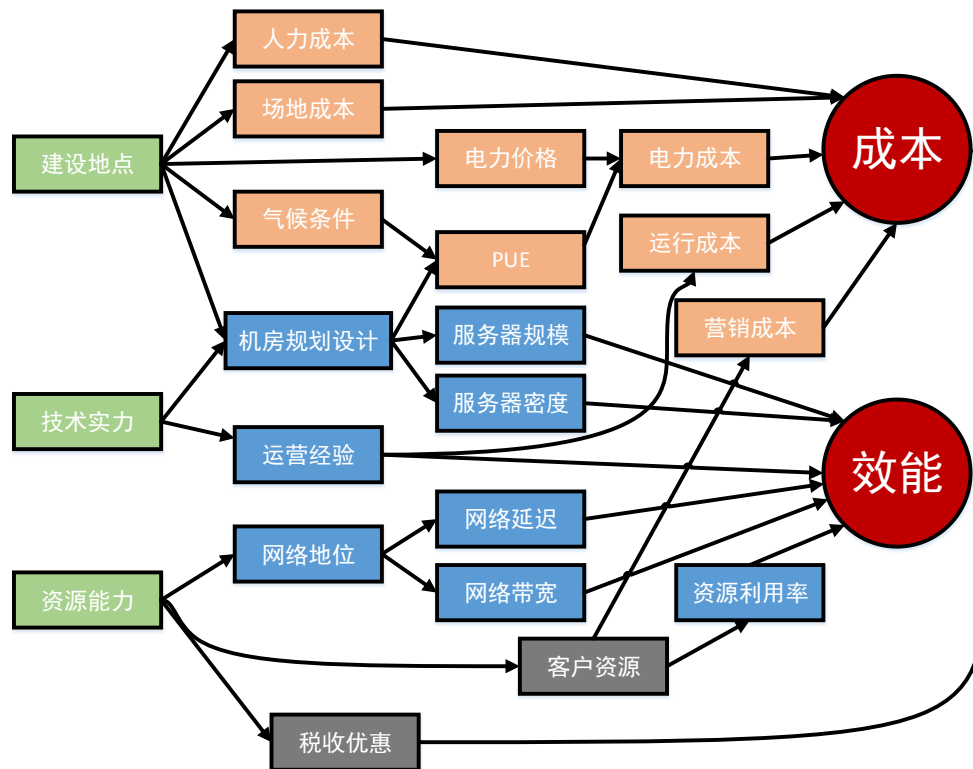 人力成本
场地成本
成本
建设地点
电力价格
电力成本
气候条件
运行成本
PUE
机房规划设计
服务器规模
营销成本
服务器密度
技术实力
运营经验
效能
网络延迟
网络地位
资源能力
网络带宽
资源利用率
客户资源
税收优惠